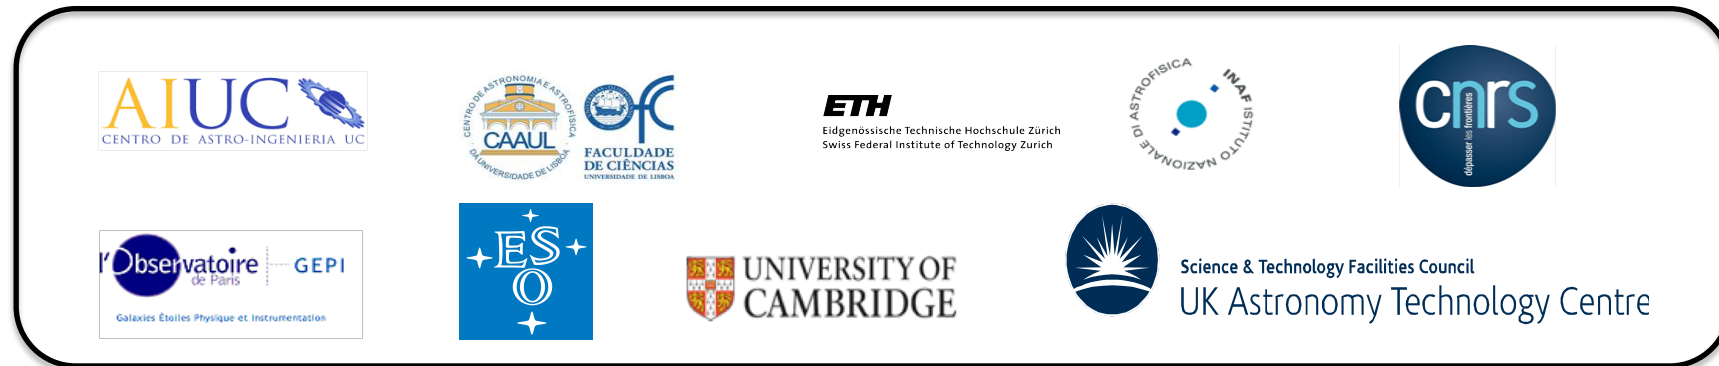 AIUC
CENTRO DE ASTRO-INGENIERIA UC
CENTRO DE ASTRONOMIA E ASTROFÍSICA
CAAUL
DA UNIVERSIDADE DE LISBOA
fC
FACULDADE
DE CIÊNCIAS
UNIVERSIDADE DE LISBOA
ETH
Eidgenössische Technische Hochschule Zürich
Swiss Federal Institute of Technology Zurich
INAF ISTITUTO NAZIONALE DI ASTROFISICA
cnrs
dépasser les frontières
l'Observatoire
de Paris
GEPI
Galaxies Étoiles Physique et Instrumentation
ESO
UNIVERSITY OF
CAMBRIDGE
Science & Technology Facilities Council
UK Astronomy Technology Centre